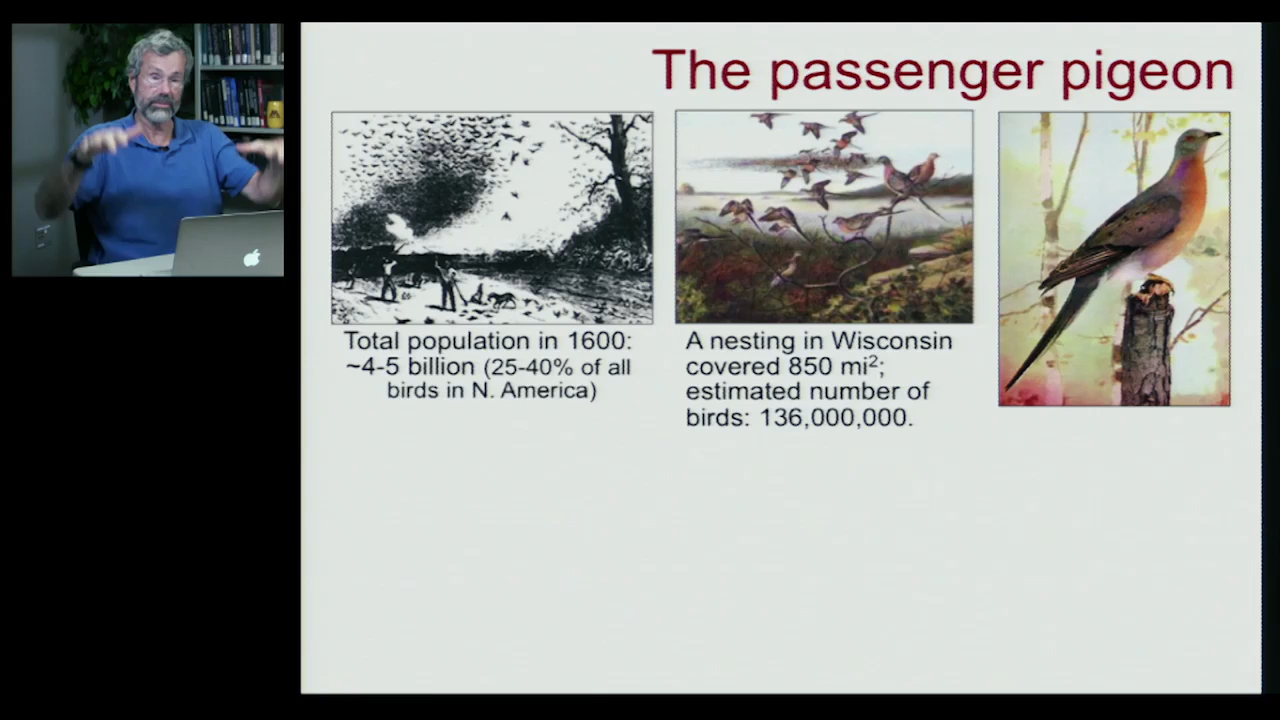 The passenger pigeon
Total population in 1600:
~4-5 billion (25-40% of all
birds in N. America)
A nesting in Wisconsin
covered 850 mi²;
estimated number of
birds: 136,000,000.